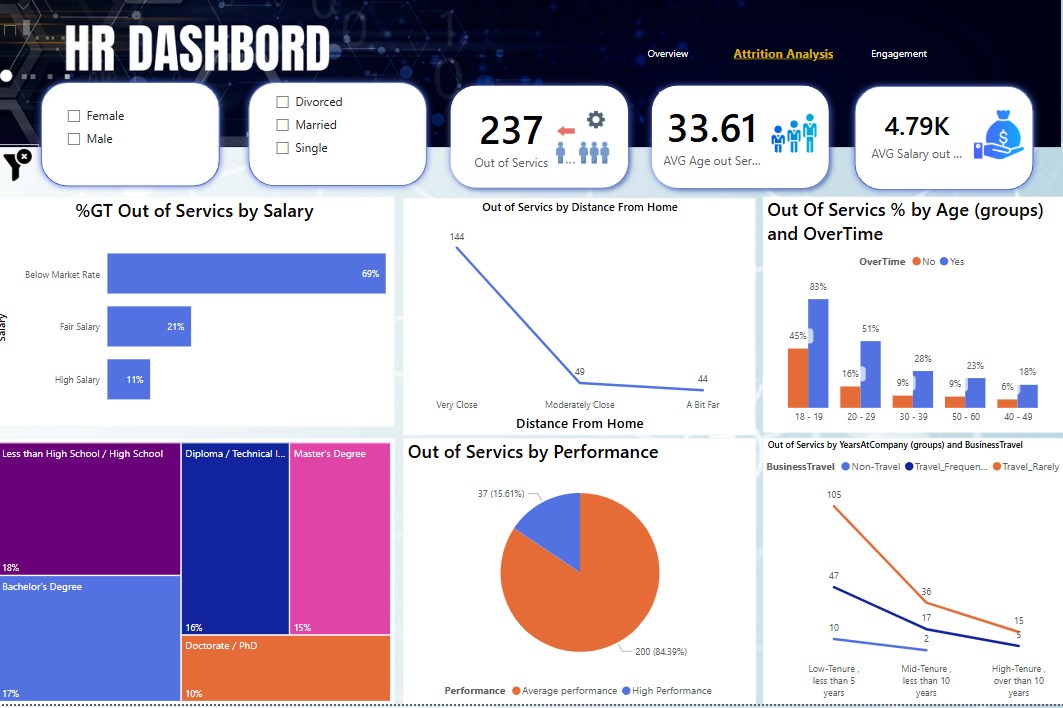 HR DASHBORD
Overview
Attrition Analysis
Engagement
Female
Male
Divorced
Married
Single
237
Out of Servics
33.61
AVG Age out Ser...
4.79K
AVG Salary out ...
%GT Out of Servics by Salary
Salary
Below Market Rate
69%
Fair Salary
21%
High Salary
11%
Out of Servics by Distance From Home
144
49
44
Very Close
Moderately Close
A Bit Far
Distance From Home
Out Of Servics % by Age (groups)
and OverTime
OverTime No Yes
45%
83%
16%
51%
9%
28%
9%
23%
6%
18%
18 - 19
20 - 29
30 - 39
50 - 60
40 - 49
Less than High School / High School
18%
Bachelor's Degree
17%
Diploma / Technical I...
16%
Master's Degree
15%
Doctorate / PhD
10%
Out of Servics by Performance
37 (15.61%)
200 (84.39%)
Performance Average performance High Performance
Out of Servics by YearsAtCompany (groups) and BusinessTravel
BusinessTravel Non-Travel Travel_Frequen... Travel_Rarely
105
47
10
36
17
2
15
5
Low-Tenure ,
less than 5
years
Mid-Tenure ,
less than 10
years
High-Tenure ,
over than 10
years